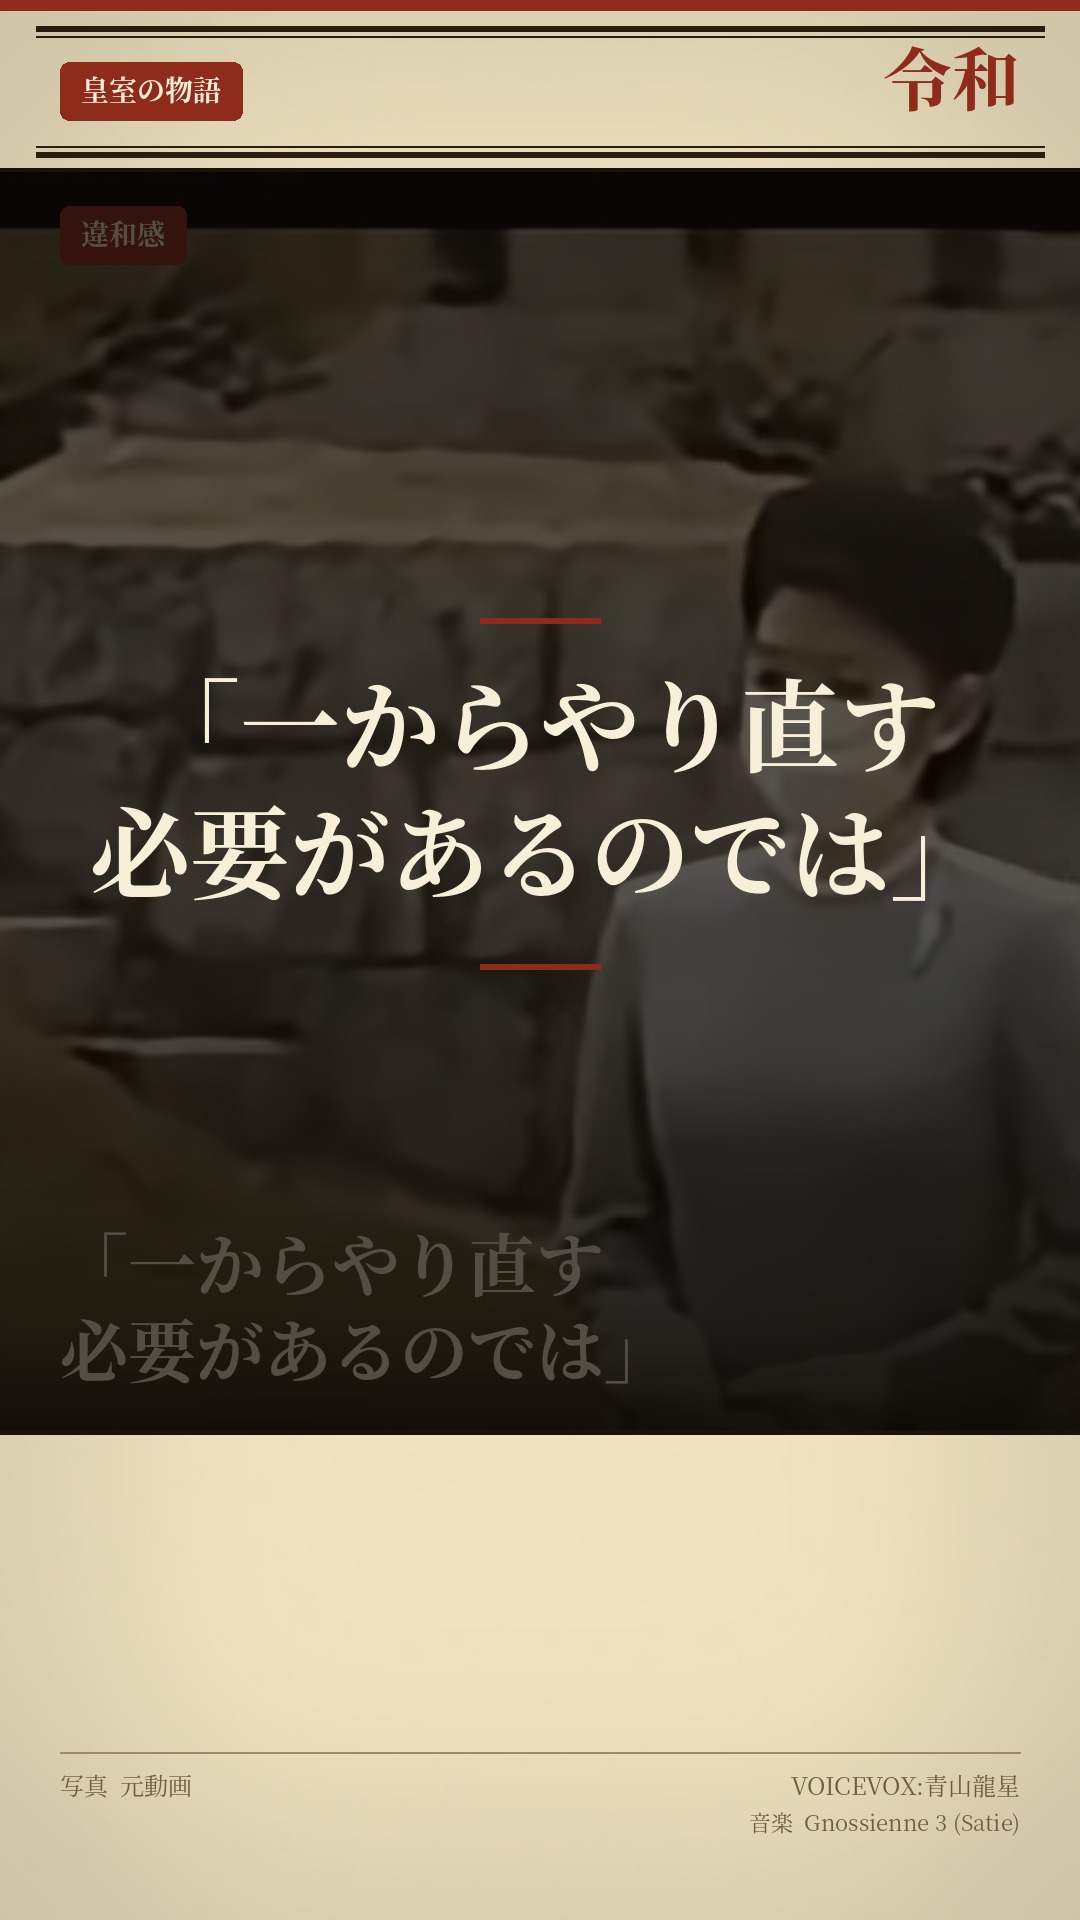 皇室の物語
令和
違和感
「一からやり直す
必要があるのでは」
「一からやり直す
必要があるのでは」
写真 元動画
VOICEVOX:青山龍星
音楽 Gnossienne 3 (Satie)